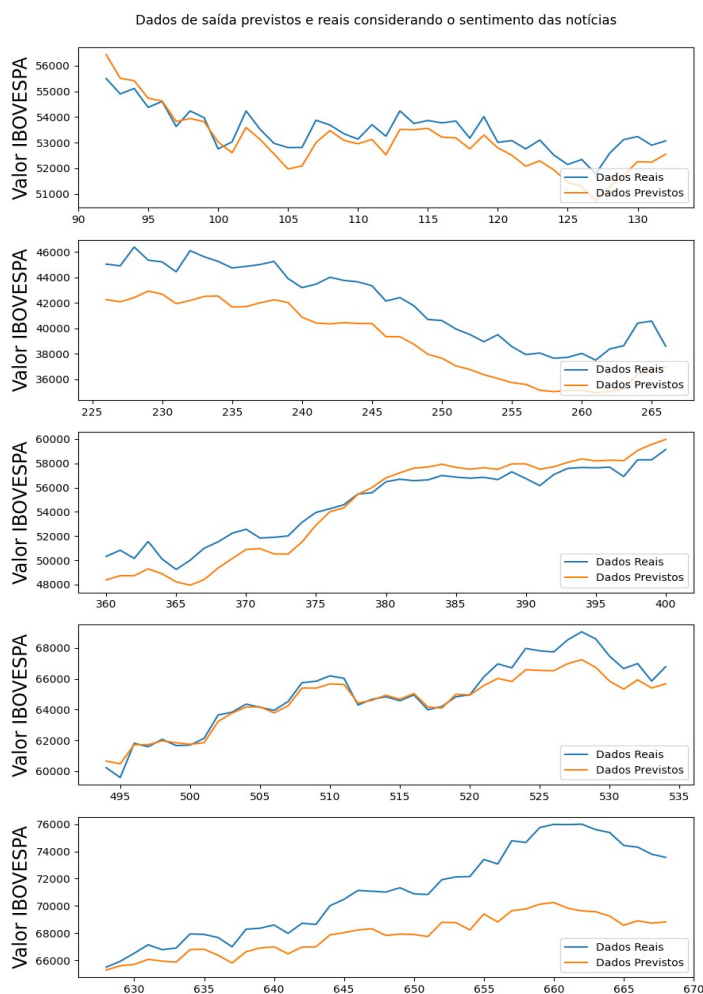 Dados de saída previstos e reais considerando o sentimento das notícias
Valor IBOVESPA
56000
55000
54000
53000
52000
51000
Dados Reais
Dados Previstos
90 95 100 105 110 115 120 125 130
Valor IBOVESPA
46000
44000
42000
40000
38000
36000
Dados Reais
Dados Previstos
225 230 235 240 245 250 255 260 265
Valor IBOVESPA
60000
58000
56000
54000
52000
50000
48000
Dados Reais
Dados Previstos
360 365 370 375 380 385 390 395 400
Valor IBOVESPA
68000
66000
64000
62000
60000
Dados Reais
Dados Previstos
495 500 505 510 515 520 525 530 535
Valor IBOVESPA
76000
74000
72000
70000
68000
66000
Dados Reais
Dados Previstos
630 635 640 645 650 655 660 665 670